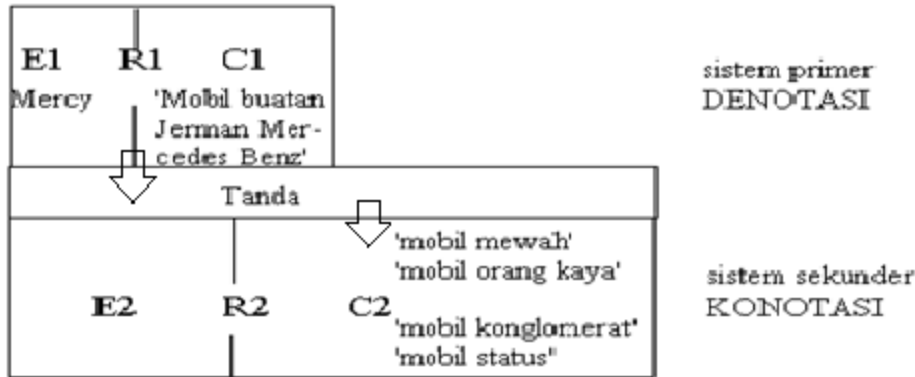 E1 R1 C1
Mercy 'Mobil buatan
Jerman Mer-
cedes Benz'
sistem primer
DENOTASI
Tanda
'mobil mewah'
'mobil orang kaya'
E2 R2 C2
'mobil konglomerat'
'mobil status"
sistem sekunder
KONOTASI